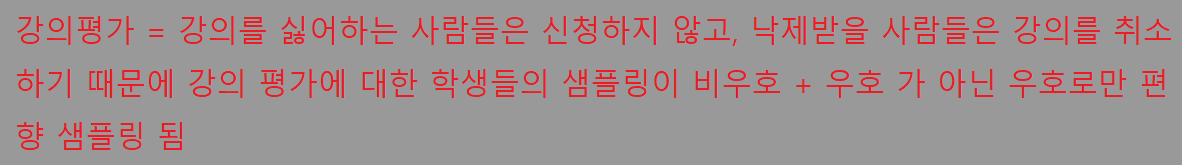 강의평가 = 강의를 싫어하는 사람들은 신청하지 않고, 낙제받을 사람들은 강의를 취소
하기 때문에 강의 평가에 대한 학생들의 샘플링이 비우호 + 우호 가 아닌 우호로만 편
향 샘플링 됨